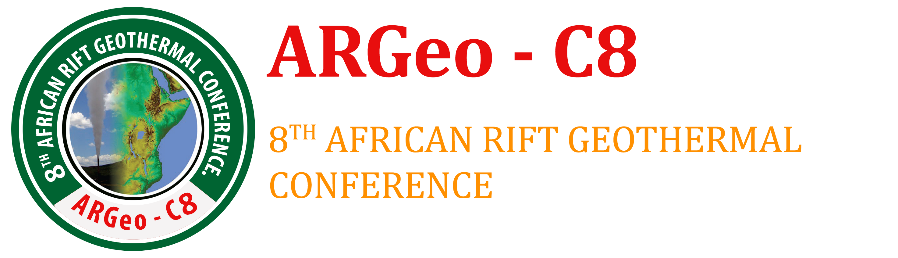 8TH AFRICAN RIFT GEOTHERMAL CONFERENCE.
ARGeo - C8
ARGeo - C8
8TH AFRICAN RIFT GEOTHERMAL
CONFERENCE